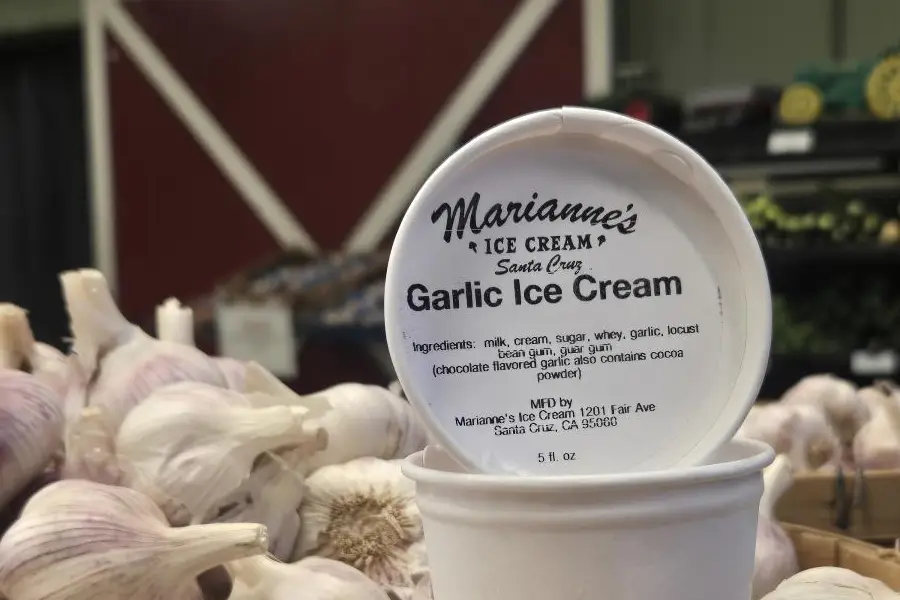 Marianne's
ICE CREAM
Santa Cruz
Garlic Ice Cream
Ingredients: milk, cream, sugar, whey, garlic, locust
bean gum, guar gum
(chocolate flavored garlic also contains cocoa
powder)
MFD by
Marianne's Ice Cream 1201 Fair Ave
Santa Cruz, CA 95060
5 fl. oz